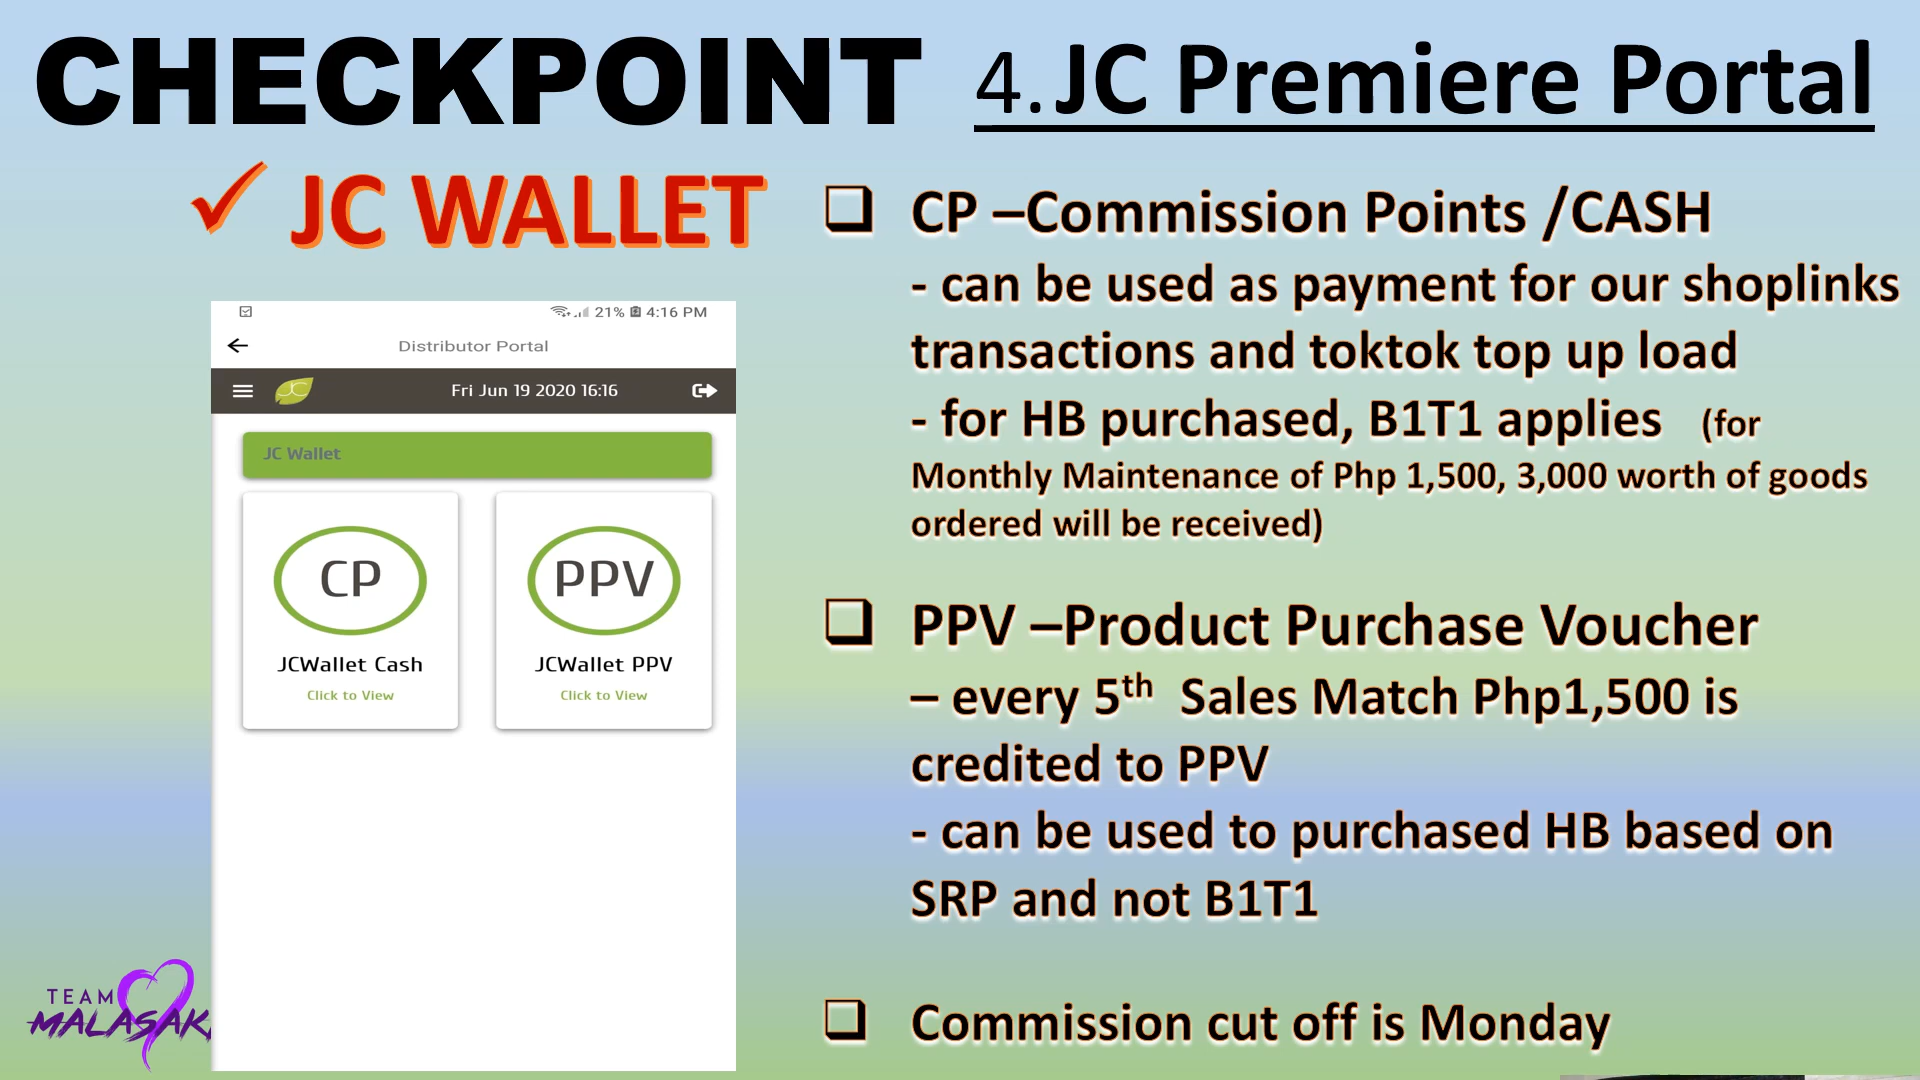 CHECKPOINT 4. JC Premiere Portal
✓ JC WALLET
21% 4:16 PM
Distributor Portal
JC Fri Jun 19 2020 16:16
JC Wallet
CP
JCWallet Cash
Click to View
PPV
JCWallet PPV
Click to View
TEAM
❑ CP –Commission Points /CASH
- can be used as payment for our shoplinks
transactions and toktok top up load
- for HB purchased, B1T1 applies (for
Monthly Maintenance of Php 1,500, 3,000 worth of goods
ordered will be received)
❑ PPV –Product Purchase Voucher
– every 5th Sales Match Php1,500 is
credited to PPV
- can be used to purchased HB based on
SRP and not B1T1
❑ Commission cut off is Monday